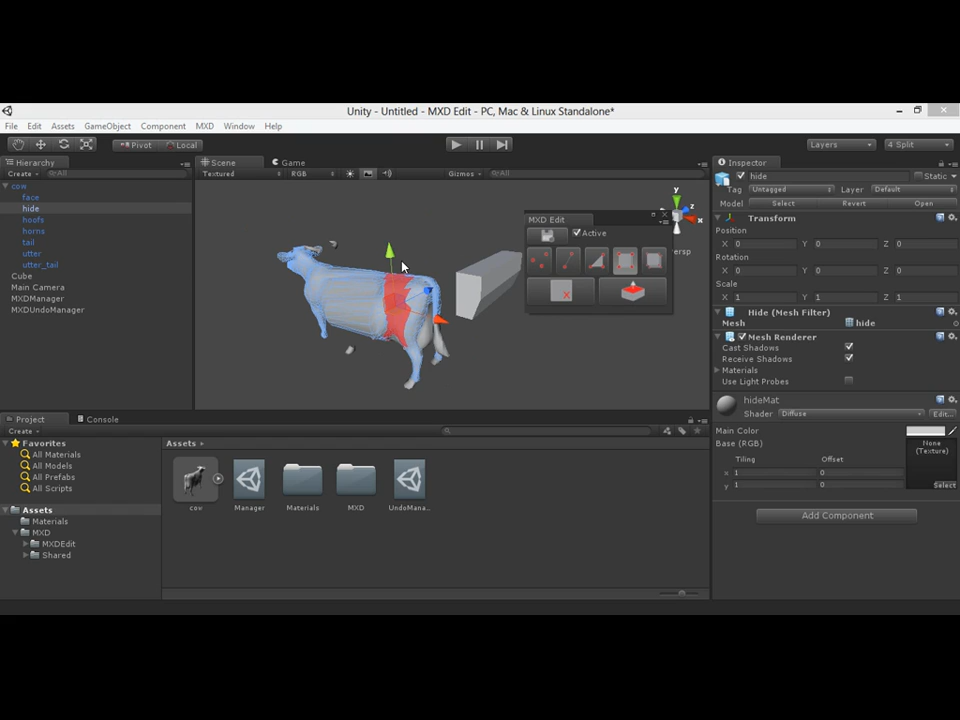 Unity - Untitled - MXD Edit - PC, Mac & Linux Standalone*
File Edit Assets GameObject Component MXD Window Help
Pivot Local Layers 4 Split
Hierarchy
Create All
cow
face
hide
hoofs
horns
tail
utter
utter_tail
Cube
Main Camera
MXDManager
MXDUndoManager
Scene Game
Textured RGB Gizmos All
y
z
x
Persp
MXD Edit
Active
Inspector
hide Static
Tag Untagged Layer Default
Model Select Revert Open
Transform
Position
X 0 Y 0 Z 0
Rotation
X 0 Y 0 Z 0
Scale
X 1 Y 1 Z 1
Hide (Mesh Filter)
Mesh hide
Mesh Renderer
Cast Shadows
Receive Shadows
Materials
Use Light Probes
hideMat
Shader Diffuse Edit...
Main Color
Base (RGB)
None
(Texture)
Tiling Offset
x 1 0
y 1 0
Select
Add Component
Project Console
Create
Favorites
All Materials
All Models
All Prefabs
All Scripts
Assets
Materials
MXD
MXDEdit
Shared
Assets
cow Manager Materials MXD UndoMana...